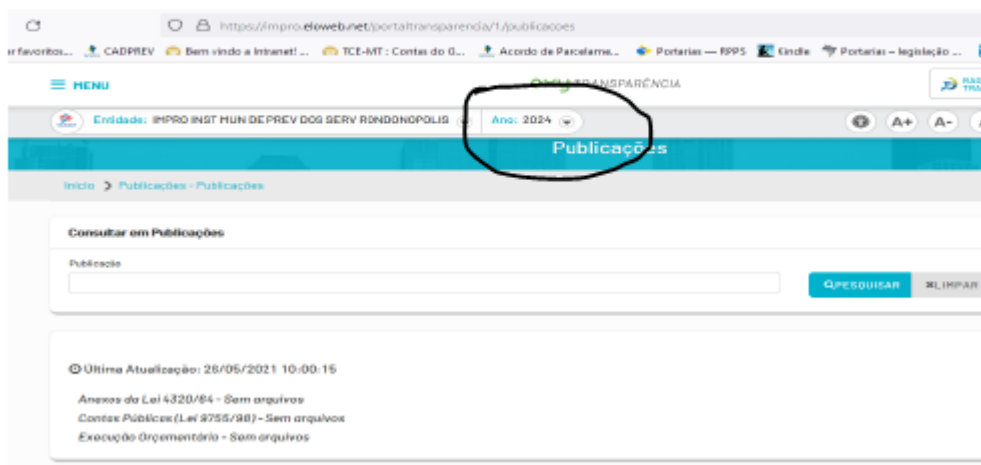 https://impro.eloweb.net/portaltransparencia/1/publicacoes
favoritos... CADPREV Bem vindo a Intranet! ... TCE-MT : Contas do G... Acordo de Parcelame... Portarias — RPPS Kindle Portarias – legislação ...
MENU
TRANSPARÊNCIA
Entidade: IMPRO INST MUN DE PREV DOS SERV RONDONOPOLIS Ano: 2024 A+ A-
Publicações
Início > Publicações - Publicações
Consultar em Publicações
Publicação
PESQUISAR LIMPAR
Última Atualização: 28/05/2021 10:00:15
Anexos da Lei 4320/64 - Sem arquivos
Contas Públicas (Lei 9755/98) - Sem arquivos
Execução Orçamentária - Sem arquivos